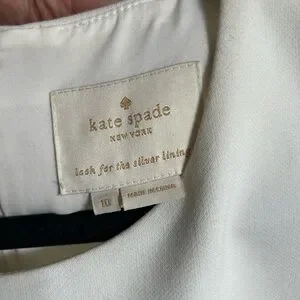 kate spade
NEW YORK
look for the silver lining
10
MADE IN CHINA